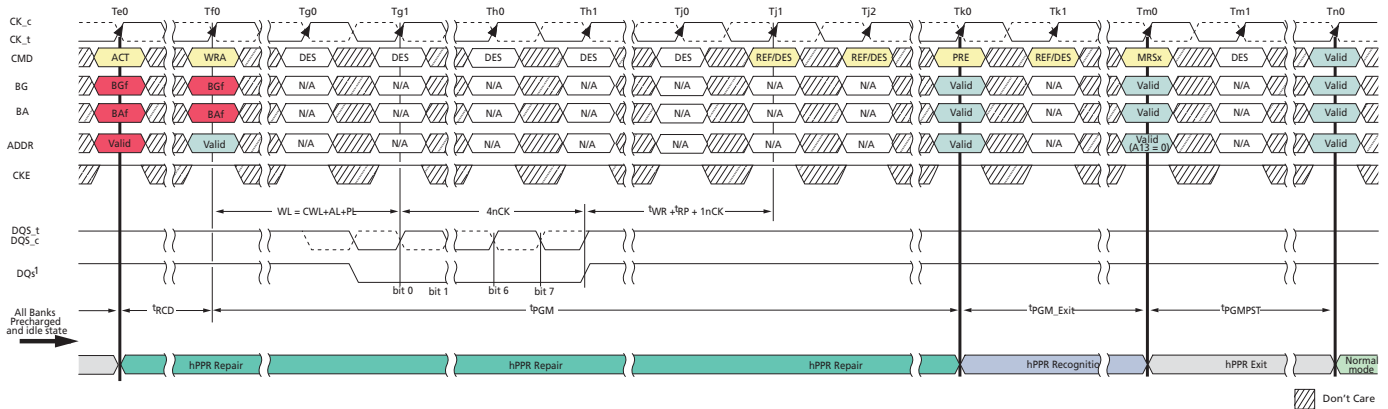 Te0 Tf0 Tg0 Tg1 Th0 Th1 Tj0 Tj1 Tj2 Tk0 Tk1 Tm0 Tm1 Tn0
CK_c
CK_t
CMD ACT WRA DES DES DES DES DES REF/DES REF/DES PRE REF/DES MRSx DES Valid
BG BGf BGf N/A N/A N/A N/A N/A N/A N/A Valid N/A Valid N/A Valid
BA BAf BAf N/A N/A N/A N/A N/A N/A N/A Valid N/A Valid N/A Valid
ADDR Valid Valid N/A N/A N/A N/A N/A N/A N/A Valid N/A Valid (A13 = 0) N/A Valid
CKE
WL = CWL+AL+PL 4nCK tWR + tRP + 1nCK
DQS_t
DQS_c
DQs1
bit 0 bit 1 bit 6 bit 7
All Banks
Precharged
and idle state
tRCD tPGM tPGM_Exit tPGMPST
hPPR Repair hPPR Repair hPPR Repair hPPR Recognitio hPPR Exit Normal
mode
Don't Care